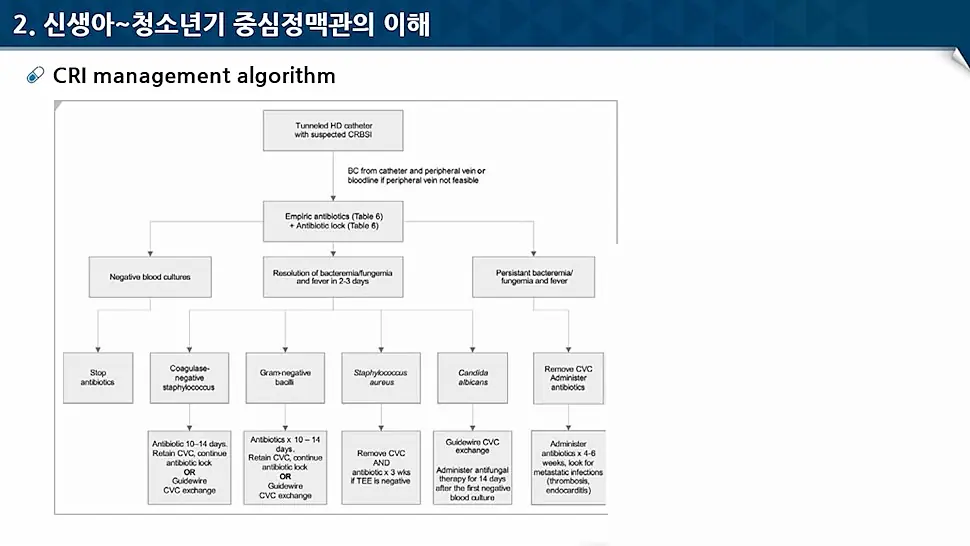 2. 신생아~청소년기 중심정맥관의 이해
CRI management algorithm
Tunneled HD catheter
with suspected CRBSI
BC from catheter and peripheral vein or
bloodline if peripheral vein not feasible
Empiric antibiotics (Table 6)
+ Antibiotic lock (Table 6)
Negative blood cultures
Resolution of bacteremia/fungemia
and fever in 2-3 days
Persistant bacteremia/
fungemia and fever
Stop
antibiotics
Coagulase-
negative
staphylococcus
Gram-negative
bacilli
Staphylococcus
aureus
Candida
albicans
Remove CVC
Administer
antibiotics
Antibiotic 10–14 days.
Retain CVC, continue
antibiotic lock
OR
Guidewire
CVC exchange
Antibiotics x 10 – 14
days.
Retain CVC, continue
antibiotic lock
OR
Guidewire
CVC exchange
Remove CVC
AND
antibiotic x 3 wks
if TEE is negative
Guidewire CVC
exchange
Administer antifungal
therapy for 14 days
after the first negative
blood culture
Administer
antibiotics x 4-6
weeks, look for
metastatic infections
(thrombosis,
endocarditis)